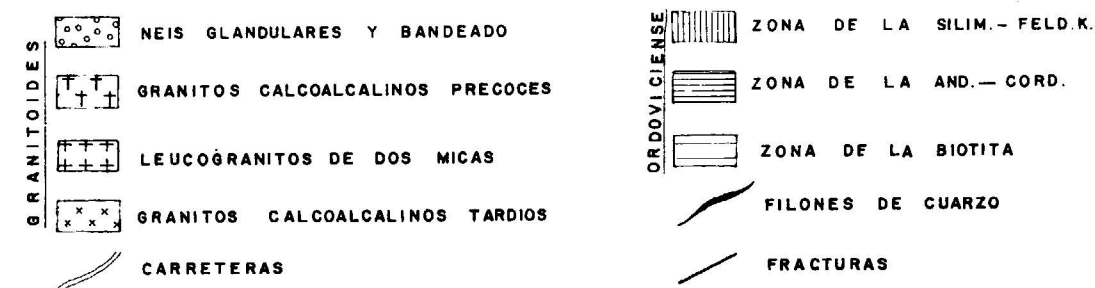 GRANITOIDES
NEIS GLANDULARES Y BANDEADO
GRANITOS CALCOALCALINOS PRECOCES
LEUCOGRANITOS DE DOS MICAS
GRANITOS CALCOALCALINOS TARDIOS
CARRETERAS
ORDOVICIENSE
ZONA DE LA SILIM.- FELD.K.
ZONA DE LA AND.- CORD.
ZONA DE LA BIOTITA
FILONES DE CUARZO
FRACTURAS